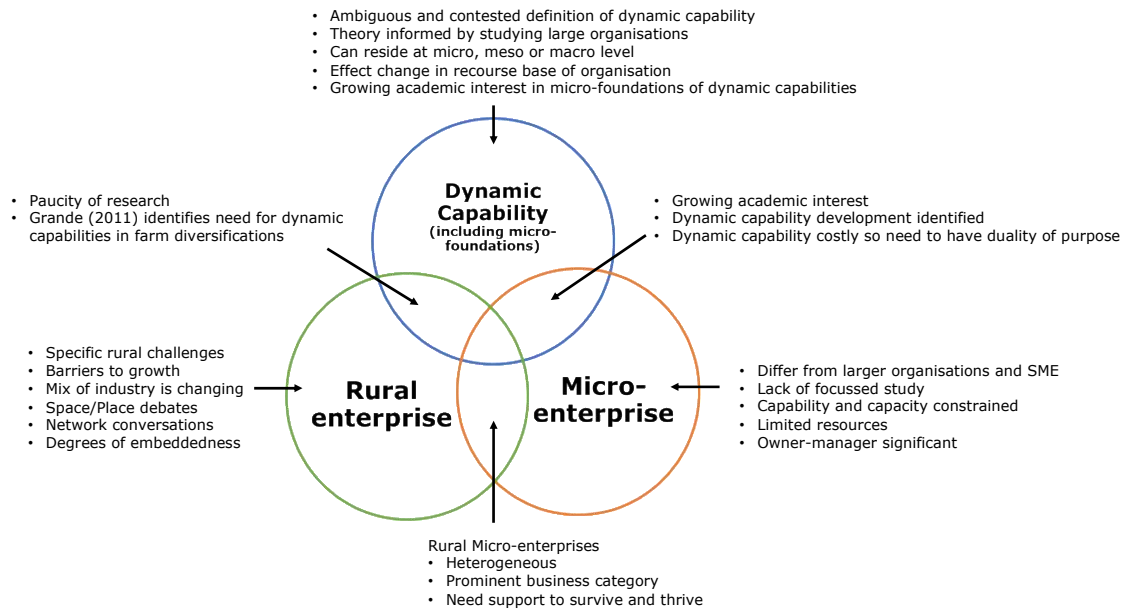 • Ambiguous and contested definition of dynamic capability
• Theory informed by studying large organisations
• Can reside at micro, meso or macro level
• Effect change in recourse base of organisation
• Growing academic interest in micro-foundations of dynamic capabilities
Dynamic
Capability
(including micro-
foundations)
• Paucity of research
• Grande (2011) identifies need for dynamic
capabilities in farm diversifications
• Growing academic interest
• Dynamic capability development identified
• Dynamic capability costly so need to have duality of purpose
• Specific rural challenges
• Barriers to growth
• Mix of industry is changing
• Space/Place debates
• Network conversations
• Degrees of embeddedness
Rural
enterprise
Micro-
enterprise
• Differ from larger organisations and SME
• Lack of focussed study
• Capability and capacity constrained
• Limited resources
• Owner-manager significant
Rural Micro-enterprises
• Heterogeneous
• Prominent business category
• Need support to survive and thrive